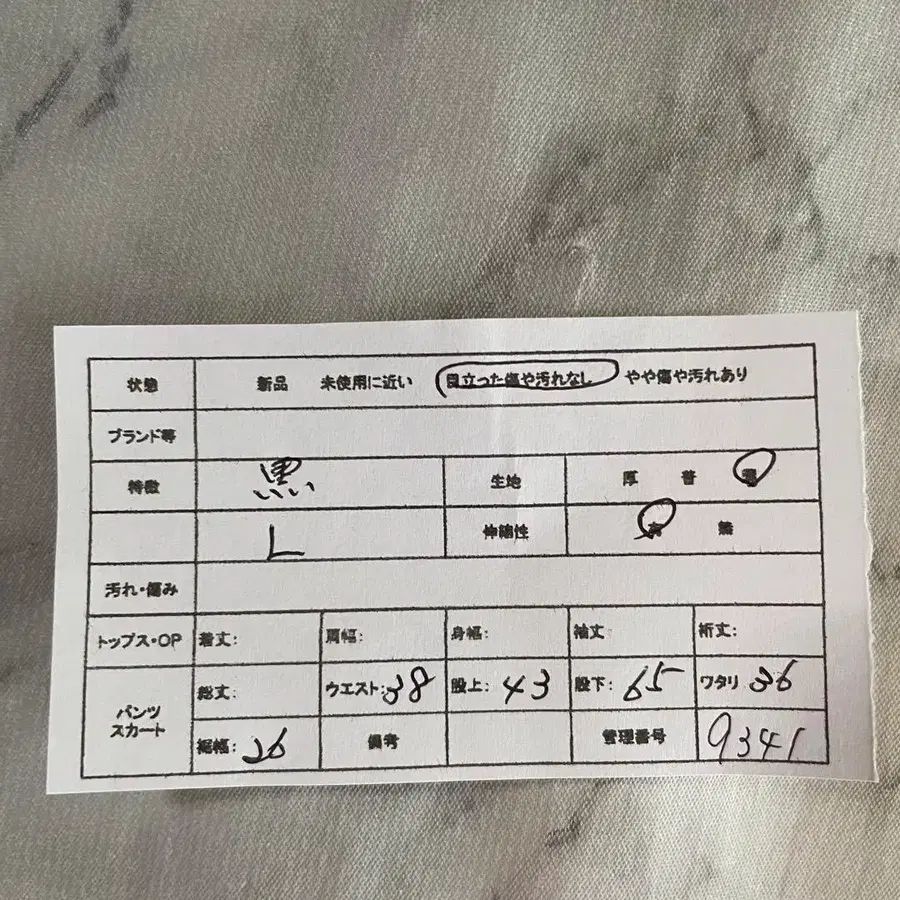 状態 新品 未使用に近い 目立った傷や汚れなし やや傷や汚れあり
ブランド等
特徴 黒 生地 厚 普 薄
L 伸縮性 有 無
汚れ・傷み
トップス・OP 着丈: 肩幅: 身幅: 袖丈 裄丈:
パンツ スカート 総丈: ウエスト:38 股上: 43 股下: 65 ワタリ 36
裾幅: 26 備考 管理番号 9341